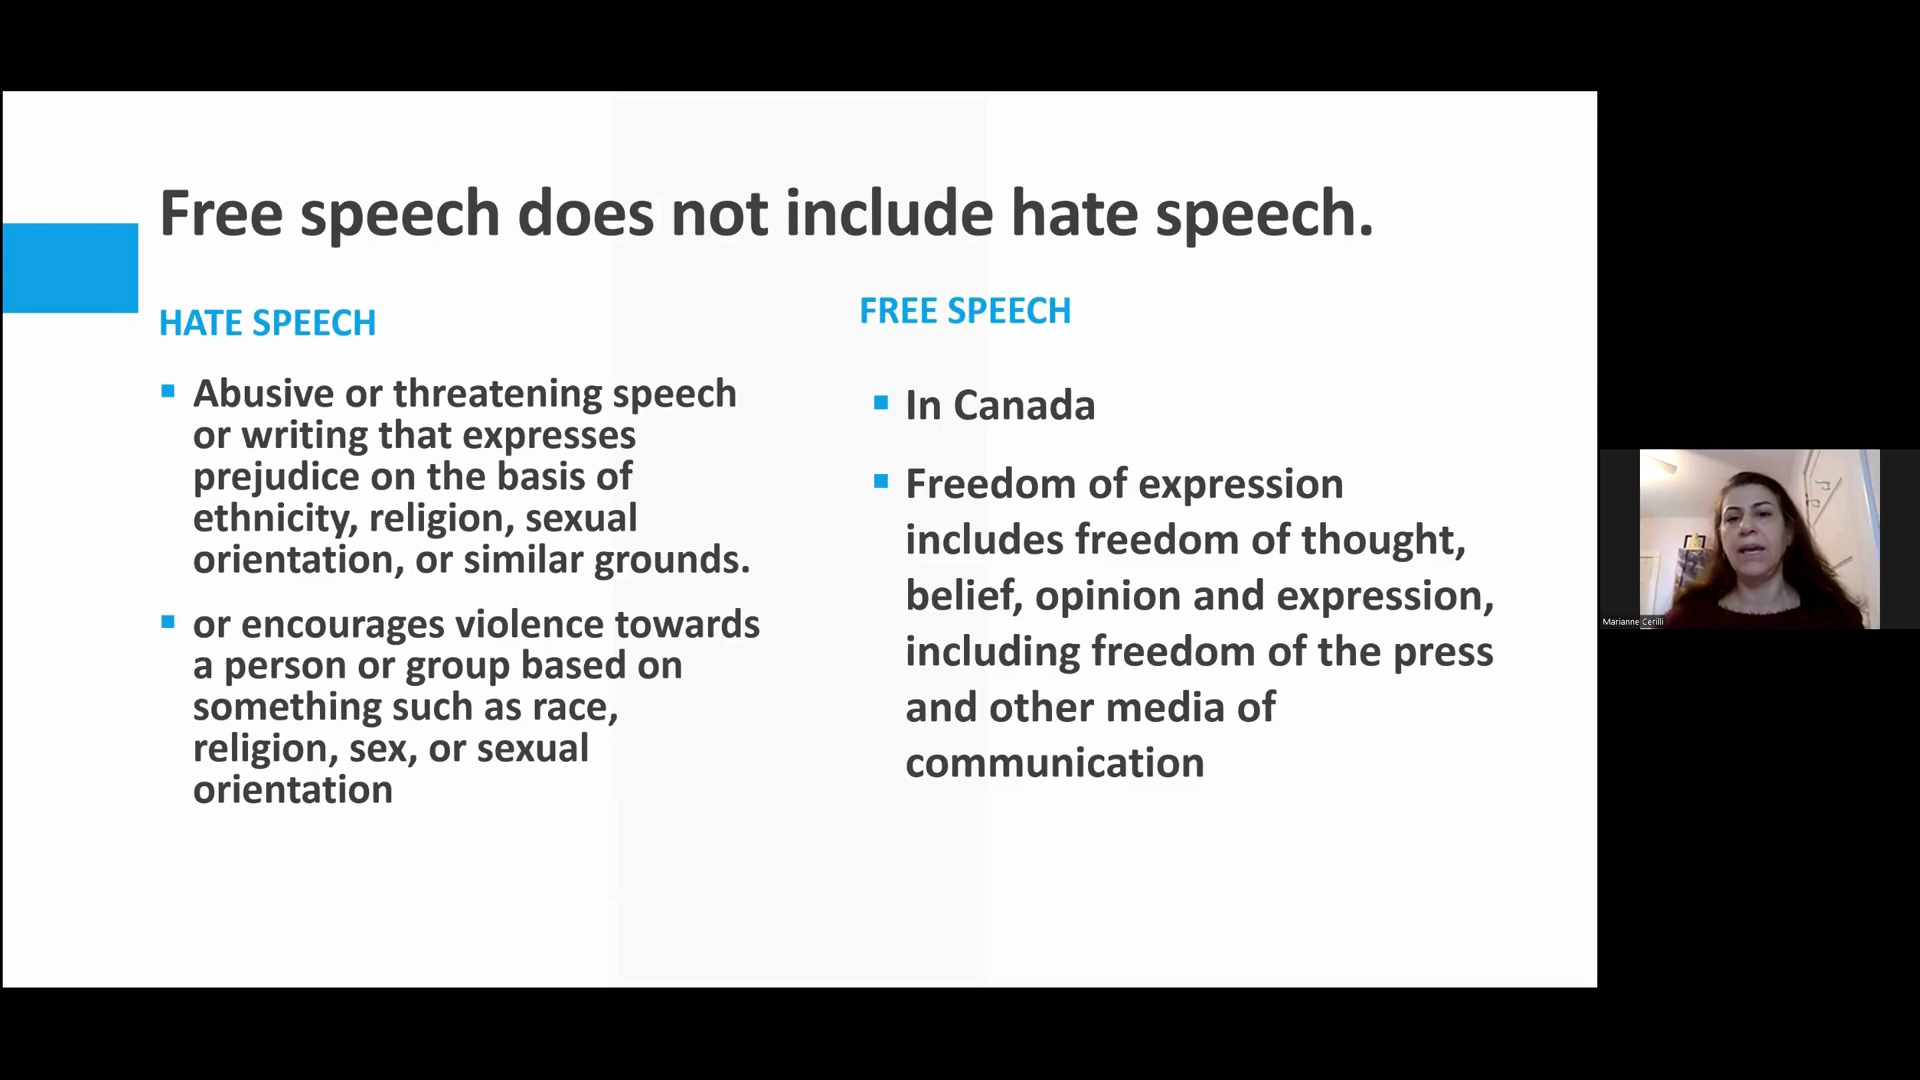 Free speech does not include hate speech.
HATE SPEECH
Abusive or threatening speech
or writing that expresses
prejudice on the basis of
ethnicity, religion, sexual
orientation, or similar grounds.
or encourages violence towards
a person or group based on
something such as race,
religion, sex, or sexual
orientation
FREE SPEECH
In Canada
Freedom of expression
includes freedom of thought,
belief, opinion and expression,
including freedom of the press
and other media of
communication
Marianne Cerilli